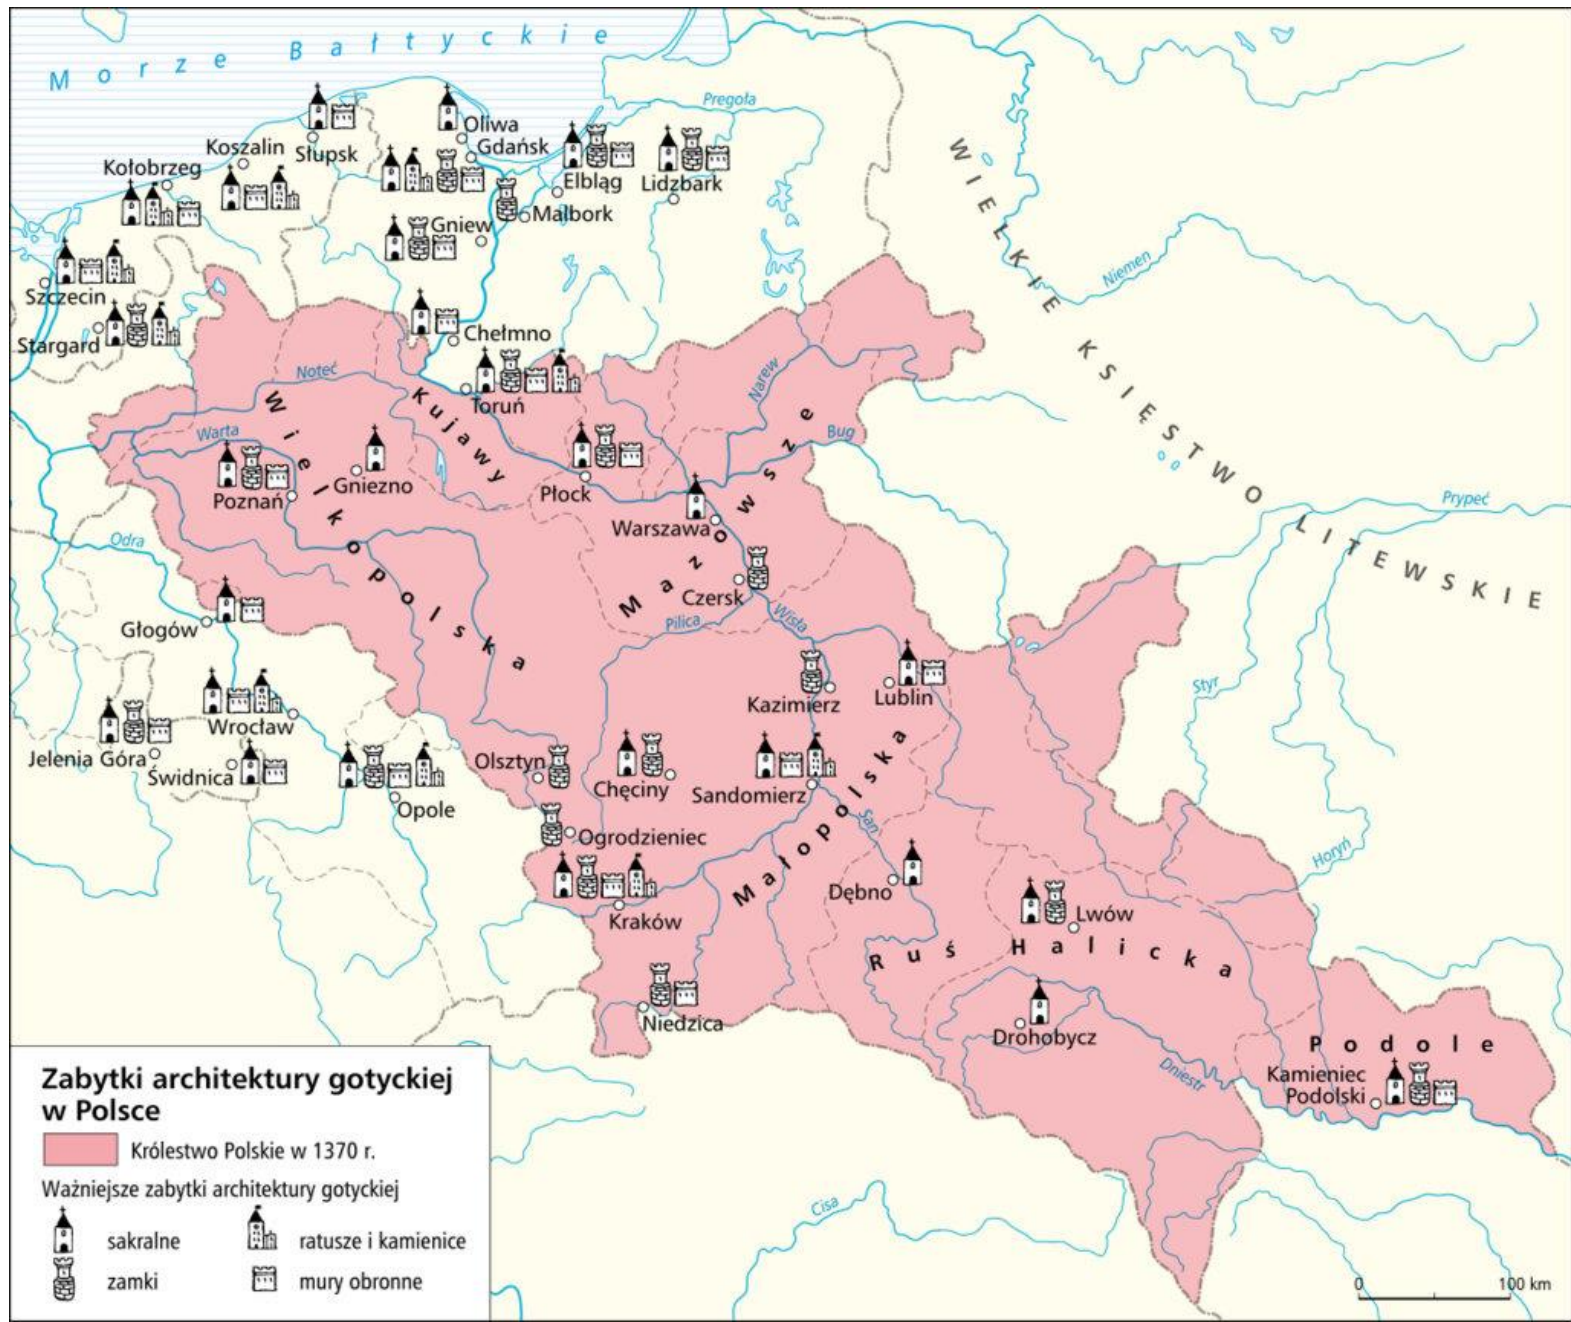 Morze Bałtyckie
Pregoła
Oliwa
Gdańsk
Koszalin
Słupsk
Kołobrzeg
Elbląg
Lidzbark
Malbork
Gniew
WIELKIE KSIĘSTWO LITEWSKIE
Niemen
Szczecin
Stargard
Chełmno
Noteć
Toruń
Kujawy
Narew
Wielkopolska
Warta
Bug
Poznań
Gniezno
Płock
Mazowsze
Warszawa
Prypeć
Odra
Czersk
Wisła
Pilica
Głogów
Kazimierz
Lublin
Styr
Wrocław
Jelenia Góra
Świdnica
Olsztyn
Chęciny
Sandomierz
Małopolska
Opole
Ogrodzieniec
San
Horyń
Dębno
Kraków
Lwów
Ruś Halicka
Niedzica
Drohobycz
Dniestr
Podole
Kamieniec
Podolski
Cisa
Zabytki architektury gotyckiej
w Polsce
Królestwo Polskie w 1370 r.
Ważniejsze zabytki architektury gotyckiej
sakralne
ratusze i kamienice
zamki
mury obronne
0 100 km